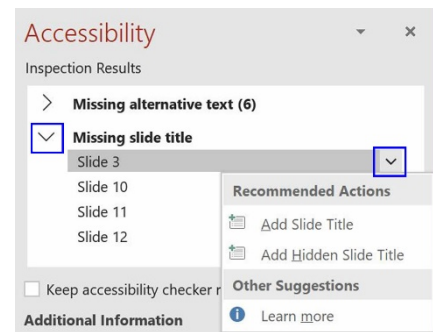 Accessibility
Inspection Results
Missing alternative text (6)
Missing slide title
Slide 3
Slide 10
Slide 11
Slide 12
Recommended Actions
Add Slide Title
Add Hidden Slide Title
Other Suggestions
Learn more
Keep accessibility checker r
Additional Information